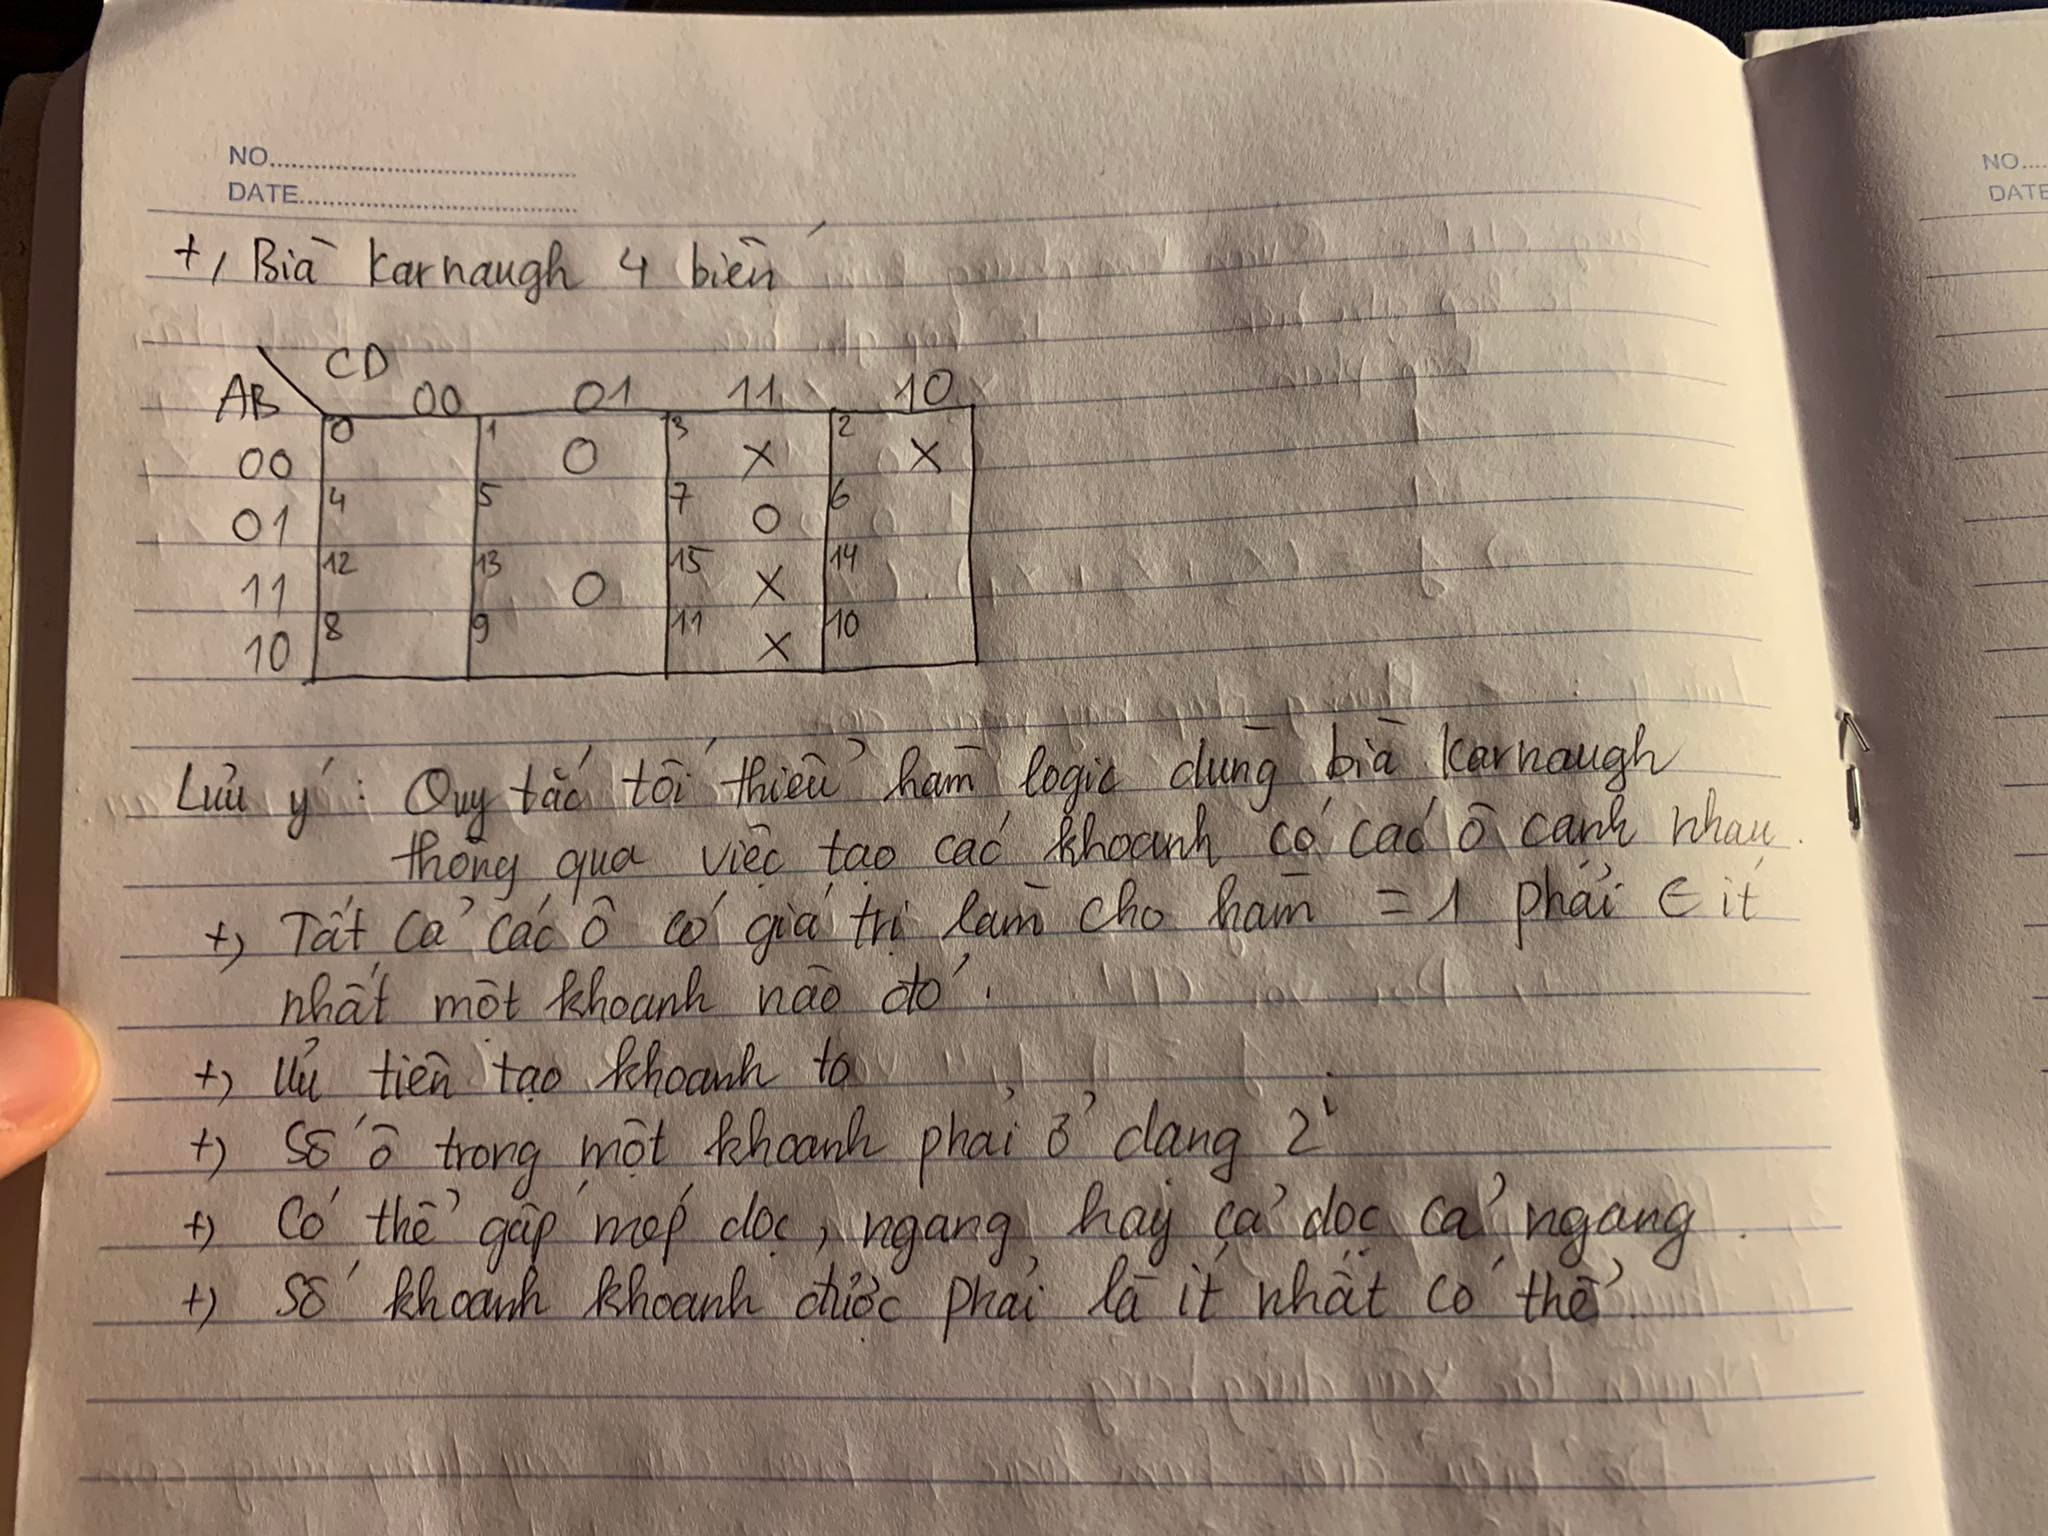 NO.
DATE
+, Bìa Karnaugh 4 biến
CD
AB 00 01 11 10
00 0 1 0 3 X 2 X
01 4 5 7 0 6
11 12 13 0 15 X 14
10 8 9 11 X 10
Lưu ý : Quy tắc tối thiểu hàm logic dùng bìa Karnaugh
thông qua việc tạo các khoanh có các ô cạnh nhau.
+) Tất cả các ô có giá trị làm cho hàm = 1 phải ∈ ít
nhất một khoanh nào đó.
+) Ưu tiên tạo khoanh to
+) Số ô trong một khoanh phải ở dạng 2ⁱ
+) Có thể gập mép dọc, ngang hay cả dọc cả ngang.
+) Số khoanh khoanh được phải là ít nhất có thể.
NO....
DATE